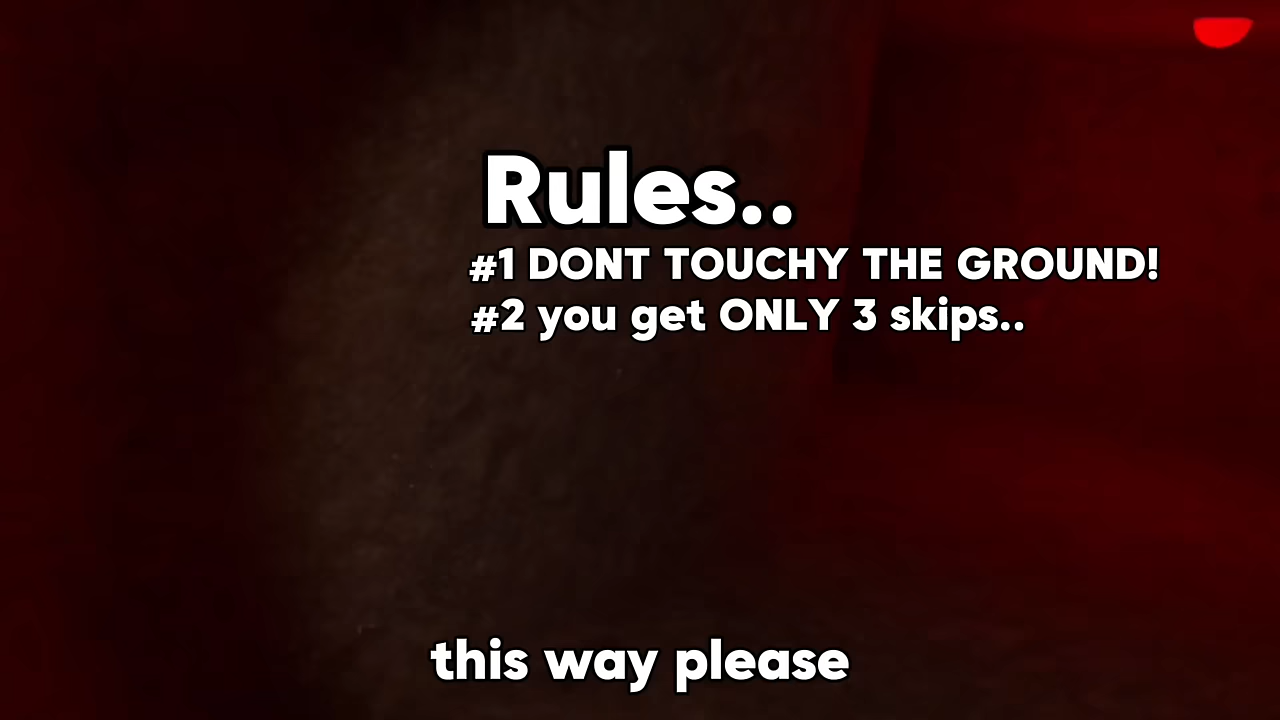 Rules..
#1 DONT TOUCHY THE GROUND!
#2 you get ONLY 3 skips..
this way please